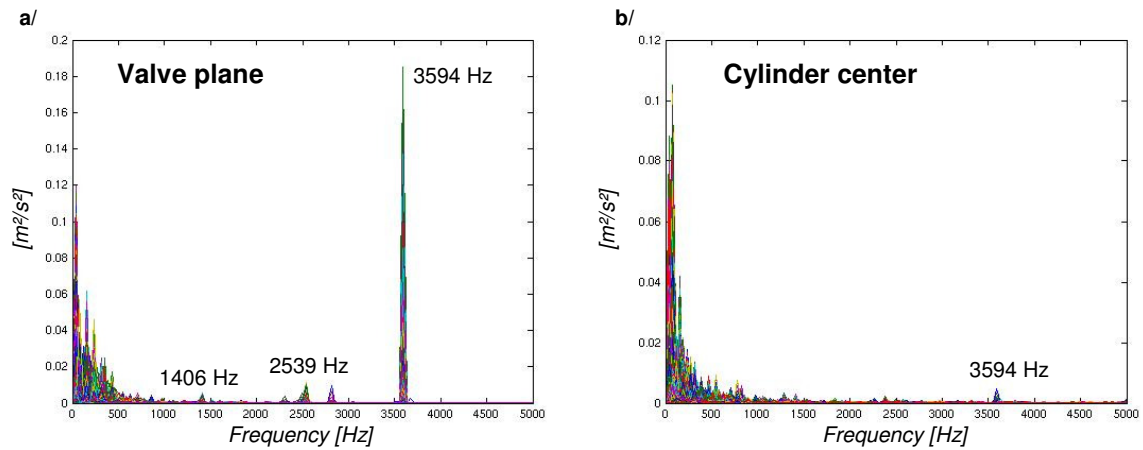 a/
0.2
0.18
0.16
0.14
0.12
0.1
0.08
0.06
0.04
0.02
0
Valve plane
3594 Hz
1406 Hz
2539 Hz
[m²/s²]
0 500 1000 1500 2000 2500 3000 3500 4000 4500 5000
Frequency [Hz]
b/
0.12
0.1
0.08
0.06
0.04
0.02
0
Cylinder center
3594 Hz
[m²/s²]
0 500 1000 1500 2000 2500 3000 3500 4000 4500 5000
Frequency [Hz]